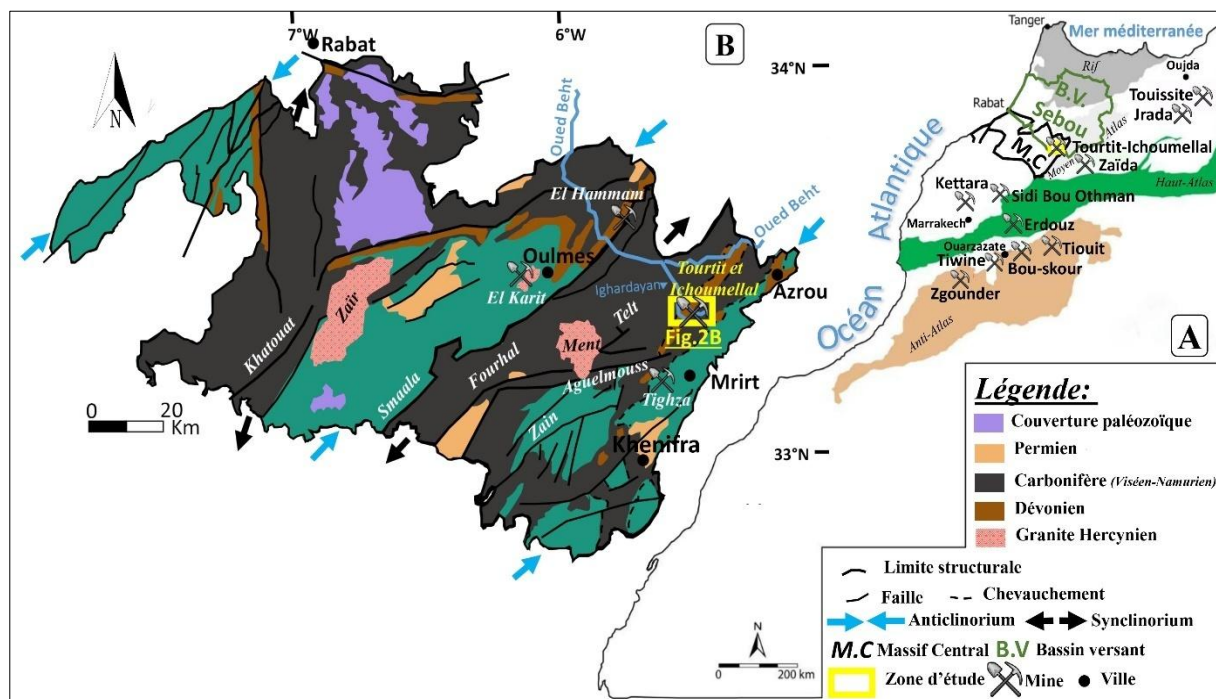 7°W
6°W
Rabat
B
34°N
N
Oued Beht
El Hammam
Oued Beht
Oulmes
Tourtit et
Ichoumellal
Ighardayan
Azrou
El Karit
Zaïr
Khatouat
Telt
Fig.2B
Ment
Fourhal
Aguelmouss
Mrirt
Smaala
Tighza
Zain
Khenifra
33°N
0 20
Km
Tanger
Mer méditerranée
Rif
Oujda
Touissite
Jrada
B.V.
Sebou
Rabat
Atlas
M.C
Tourtit-Ichoumellal
Moyen
Zaïda
Haut-Atlas
Kettara
Sidi Bou Othman
Marrakech
Erdouz
Ouarzazate
Tiouit
Tiwine
Bou-skour
Zgounder
Anti-Atlas
Océan Atlantique
A
N
0 200 km
Légende:
Couverture paléozoïque
Permien
Carbonifère (Viséen-Namurien)
Dévonien
Granite Hercynien
Limite structurale
Faille Chevauchement
Anticlinorium Synclinorium
M.C Massif Central B.V Bassin versant
Zone d'étude Mine Ville